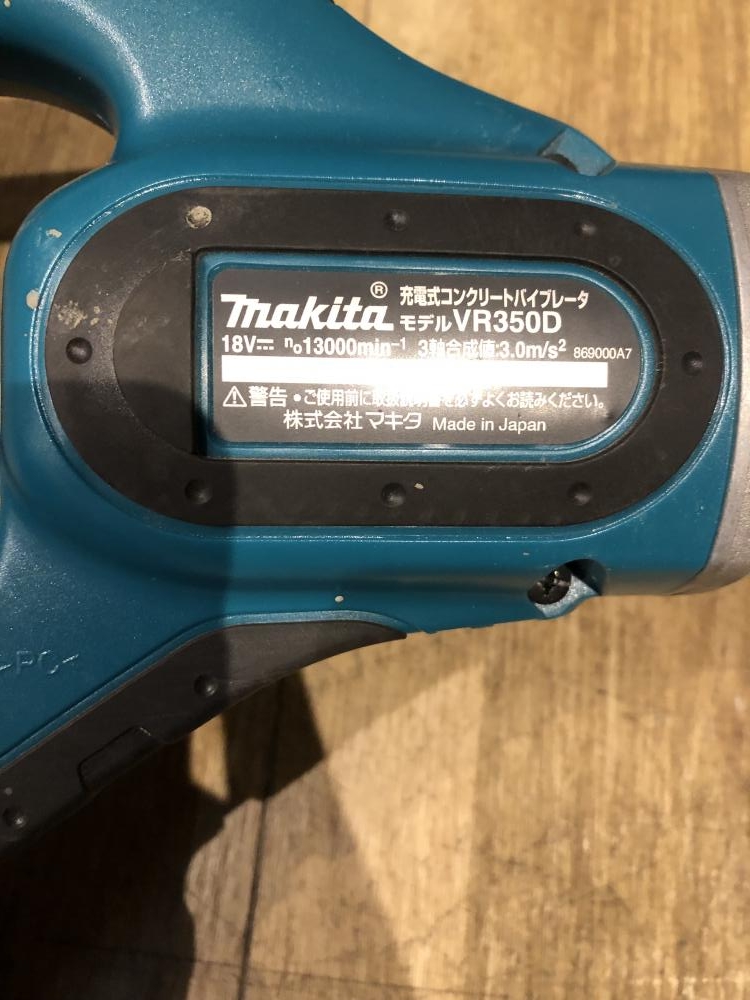 makita® 充電式コンクリートバイブレータ
モデルVR350D
18V⎓ n₀13000min⁻¹ 3軸合成値:3.0m/s² 869000A7
⚠警告 •ご使用前に取扱説明書を必ずよくお読みください。
株式会社マキタ Made in Japan
>PC<